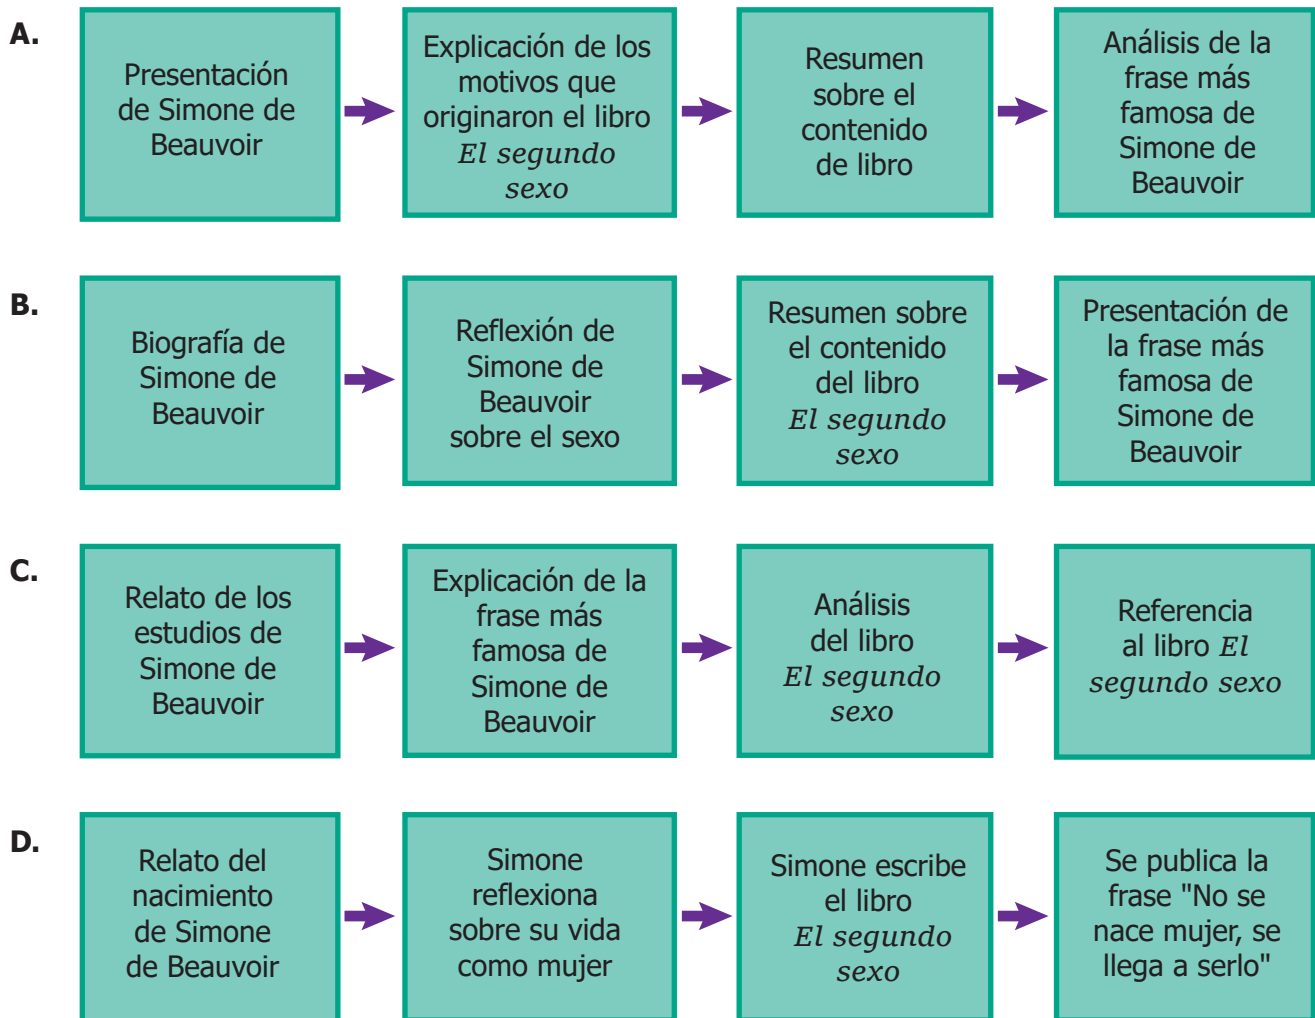 A.
Presentación
de Simone de
Beauvoir
Explicación de los
motivos que
originaron el libro
El segundo
sexo
Resumen
sobre el
contenido
de libro
Análisis de la
frase más
famosa de
Simone de
Beauvoir
B.
Biografía de
Simone de
Beauvoir
Reflexión de
Simone de
Beauvoir
sobre el sexo
Resumen sobre
el contenido
del libro
El segundo
sexo
Presentación de
la frase más
famosa de
Simone de
Beauvoir
C.
Relato de los
estudios de
Simone de
Beauvoir
Explicación de la
frase más
famosa de
Simone de
Beauvoir
Análisis
del libro
El segundo
sexo
Referencia
al libro El
segundo sexo
D.
Relato del
nacimiento
de Simone
de Beauvoir
Simone
reflexiona
sobre su vida
como mujer
Simone escribe
el libro
El segundo
sexo
Se publica la
frase "No se
nace mujer, se
llega a serlo"